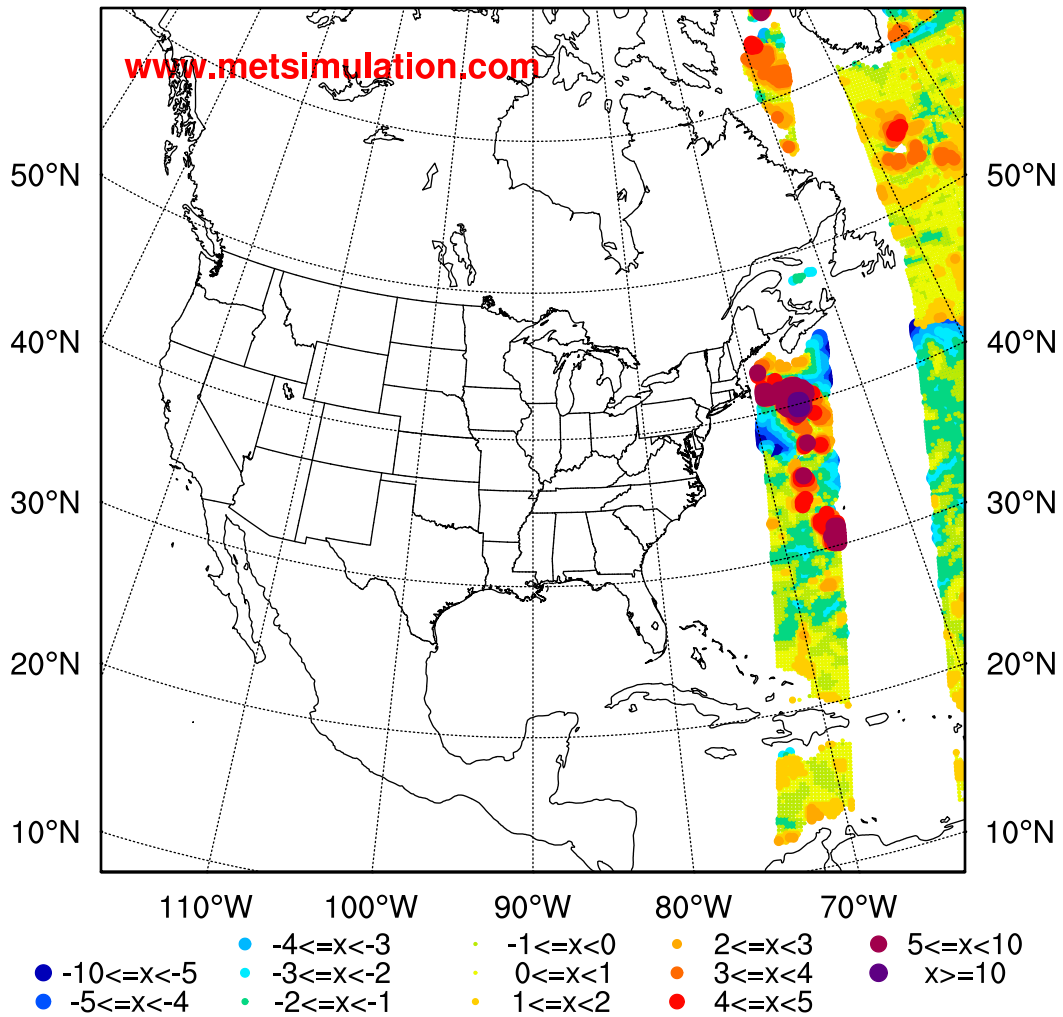 www.metsimulation.com
50°N 50°N
40°N 40°N
30°N 30°N
20°N 20°N
10°N 10°N
110°W 100°W 90°W 80°W 70°W
-4<=x<-3 -1<=x<0 2<=x<3 5<=x<10
-10<=x<-5 -3<=x<-2 0<=x<1 3<=x<4 x>=10
-5<=x<-4 -2<=x<-1 1<=x<2 4<=x<5